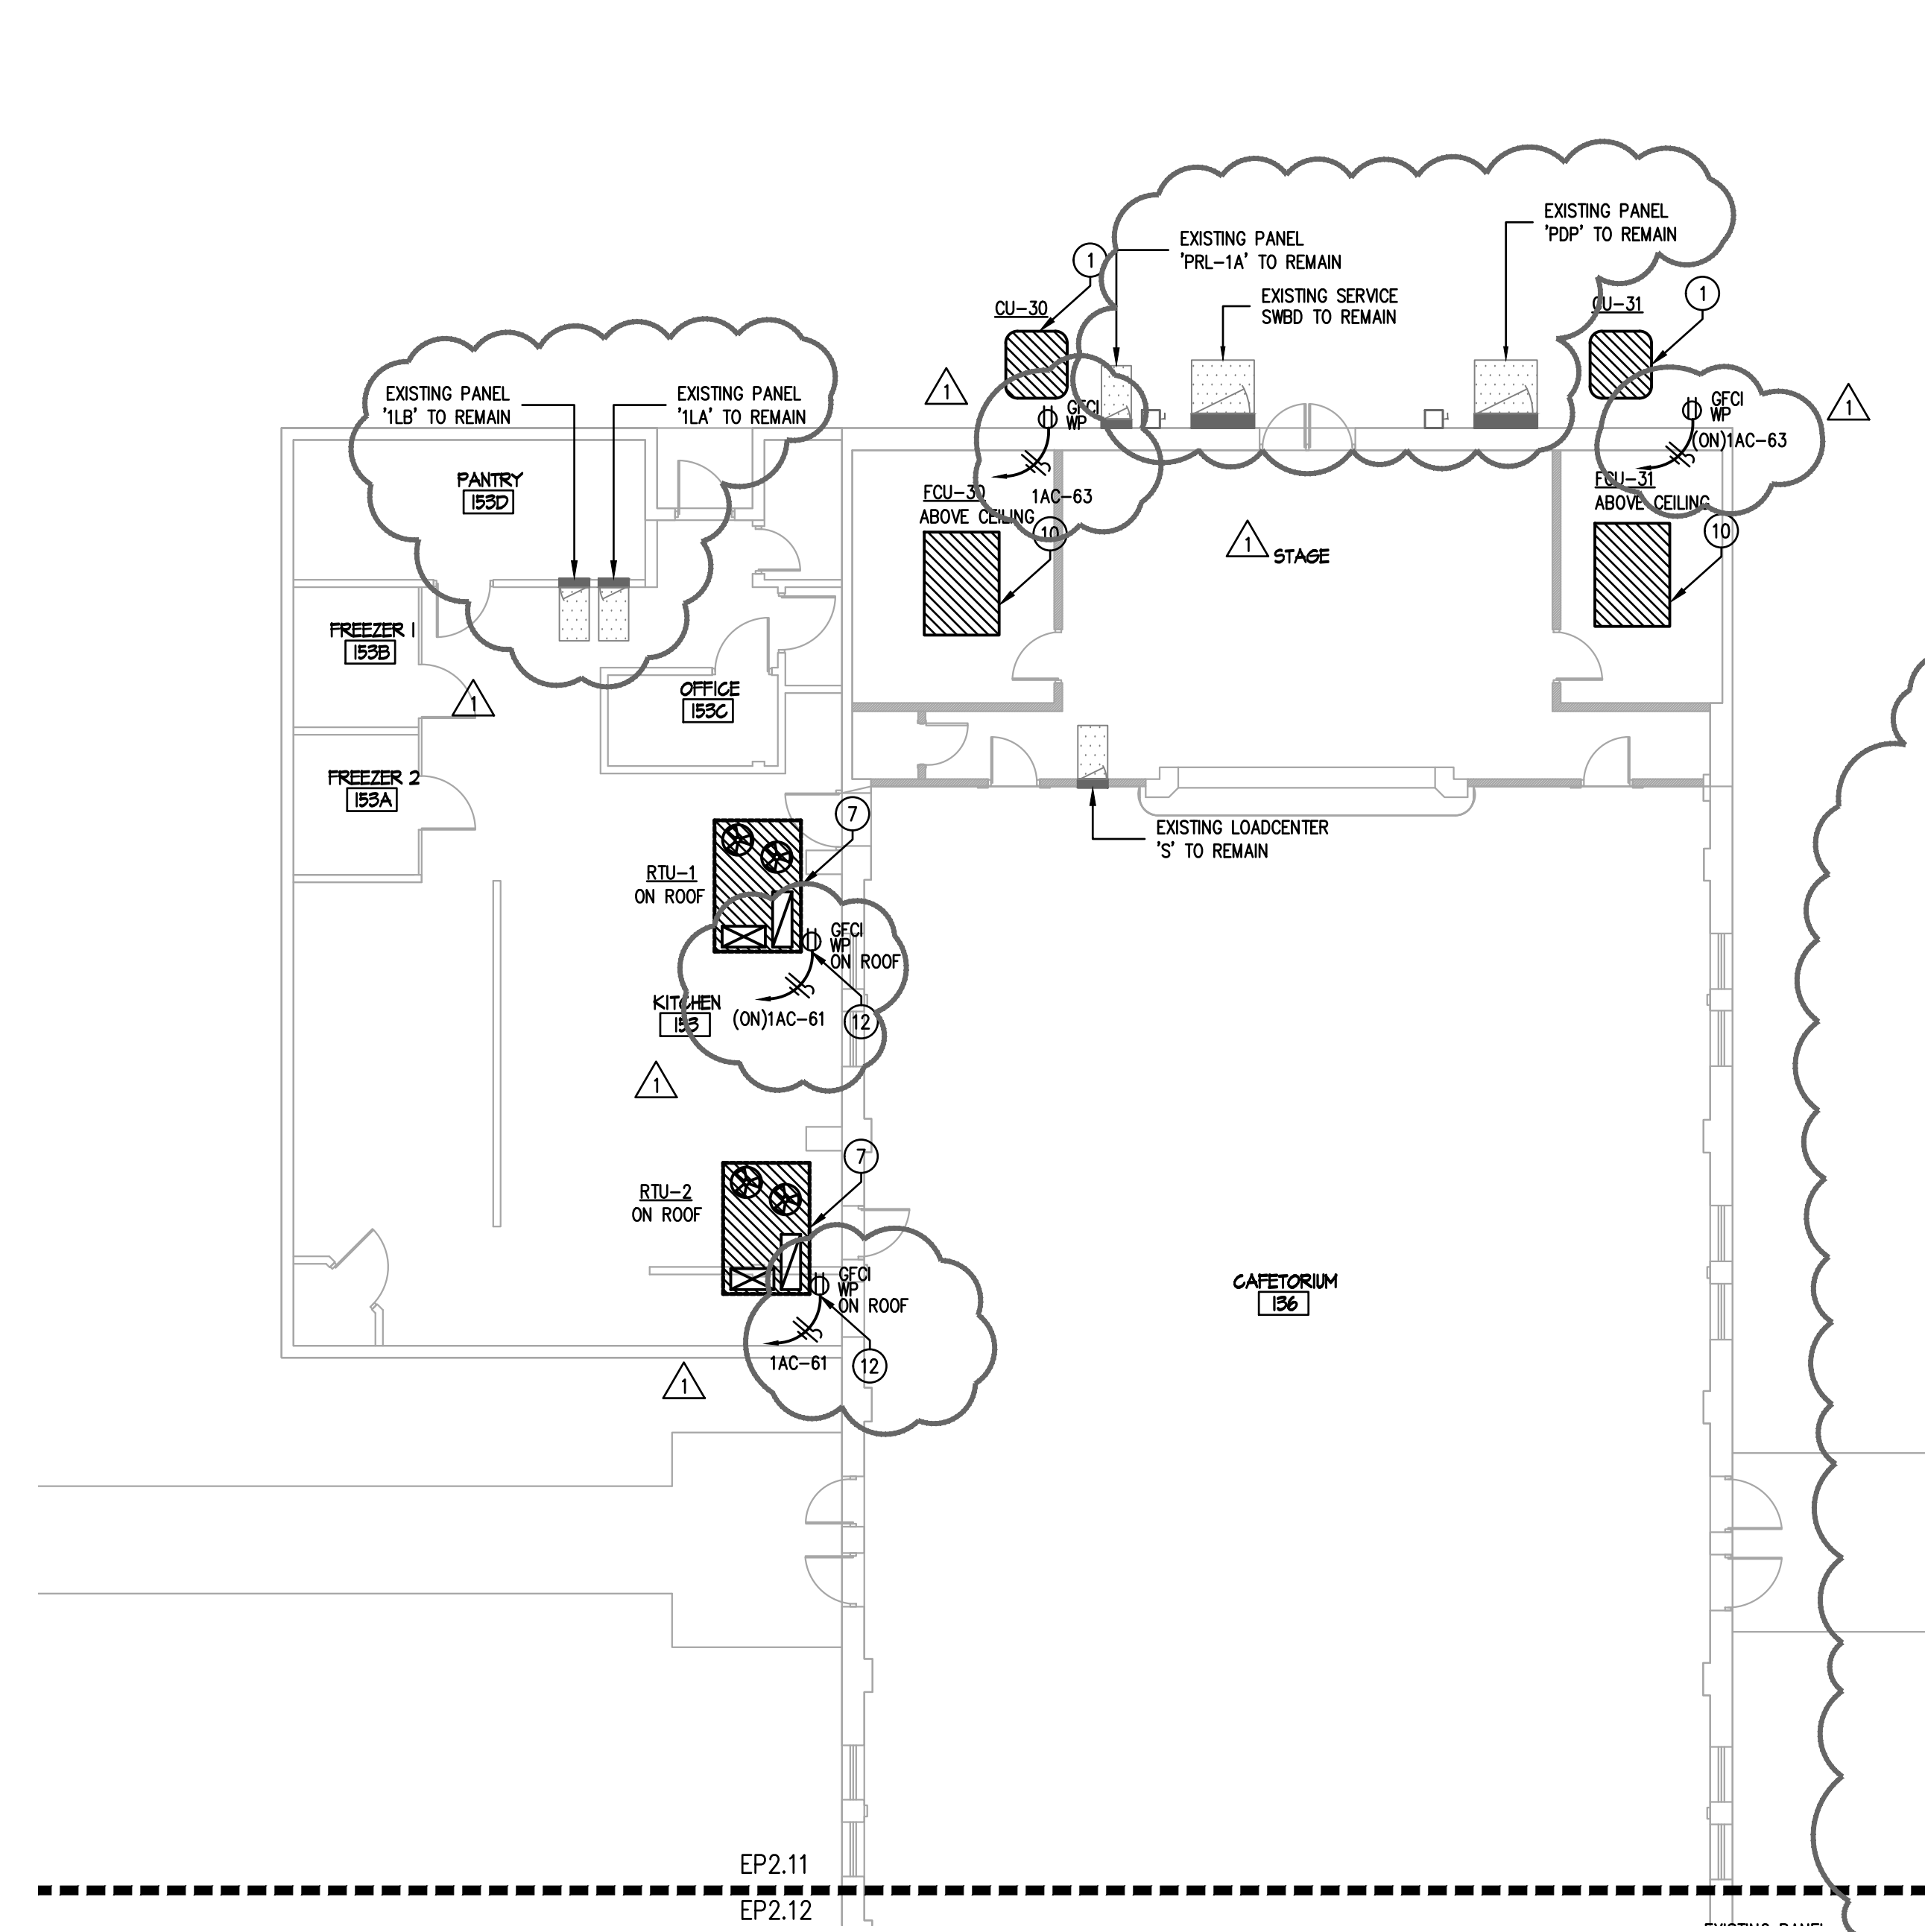 EXISTING PANEL
'PDP' TO REMAIN
EXISTING PANEL
'PRL-1A' TO REMAIN
1
EXISTING SERVICE
SWBD TO REMAIN
CU-30
CU-31
1
1
GFCI
WP
1AC-63
GFCI
WP
(ON)1AC-63
1
EXISTING PANEL
'1LB' TO REMAIN
EXISTING PANEL
'1LA' TO REMAIN
PANTRY
153D
FCU-30
ABOVE CEILING
10
FCU-31
ABOVE CEILING
10
1
STAGE
FREEZER 1
153B
1
OFFICE
153C
FREEZER 2
153A
7
EXISTING LOADCENTER
'S' TO REMAIN
RTU-1
ON ROOF
GFCI
WP
ON ROOF
KITCHEN
153
(ON)1AC-61
12
1
7
RTU-2
ON ROOF
GFCI
WP
ON ROOF
1AC-61
12
1
CAFETORIUM
136
EP2.11
EP2.12
EXISTING PANEL